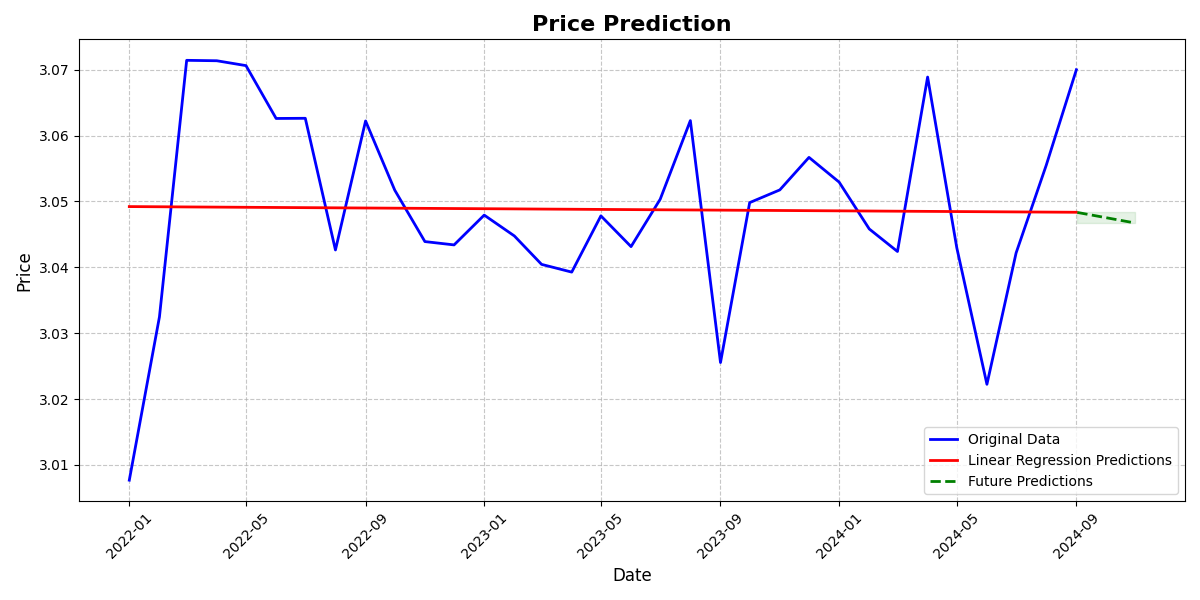 Price Prediction
Price
3.07
3.06
3.05
3.04
3.03
3.02
3.01
Original Data
Linear Regression Predictions
Future Predictions
2022-01
2022-05
2022-09
2023-01
2023-05
2023-09
2024-01
2024-05
2024-09
Date